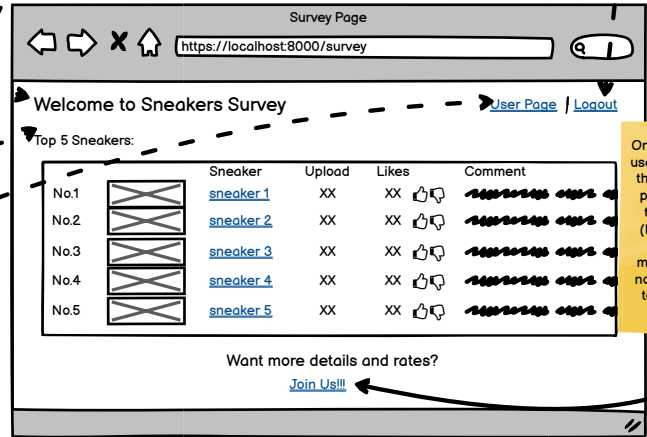 Survey Page
https://localhost:8000/survey
Welcome to Sneakers Survey
User Page | Logout
Top 5 Sneakers:
Sneaker Upload Likes Comment
No.1 sneaker 1 XX XX
No.2 sneaker 2 XX XX
No.3 sneaker 3 XX XX
No.4 sneaker 4 XX XX
No.5 sneaker 5 XX XX
Want more details and rates?
Join Us!!!